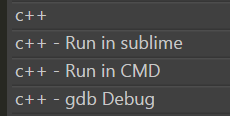 c++
c++ - Run in sublime
c++ - Run in CMD
c++ - gdb Debug